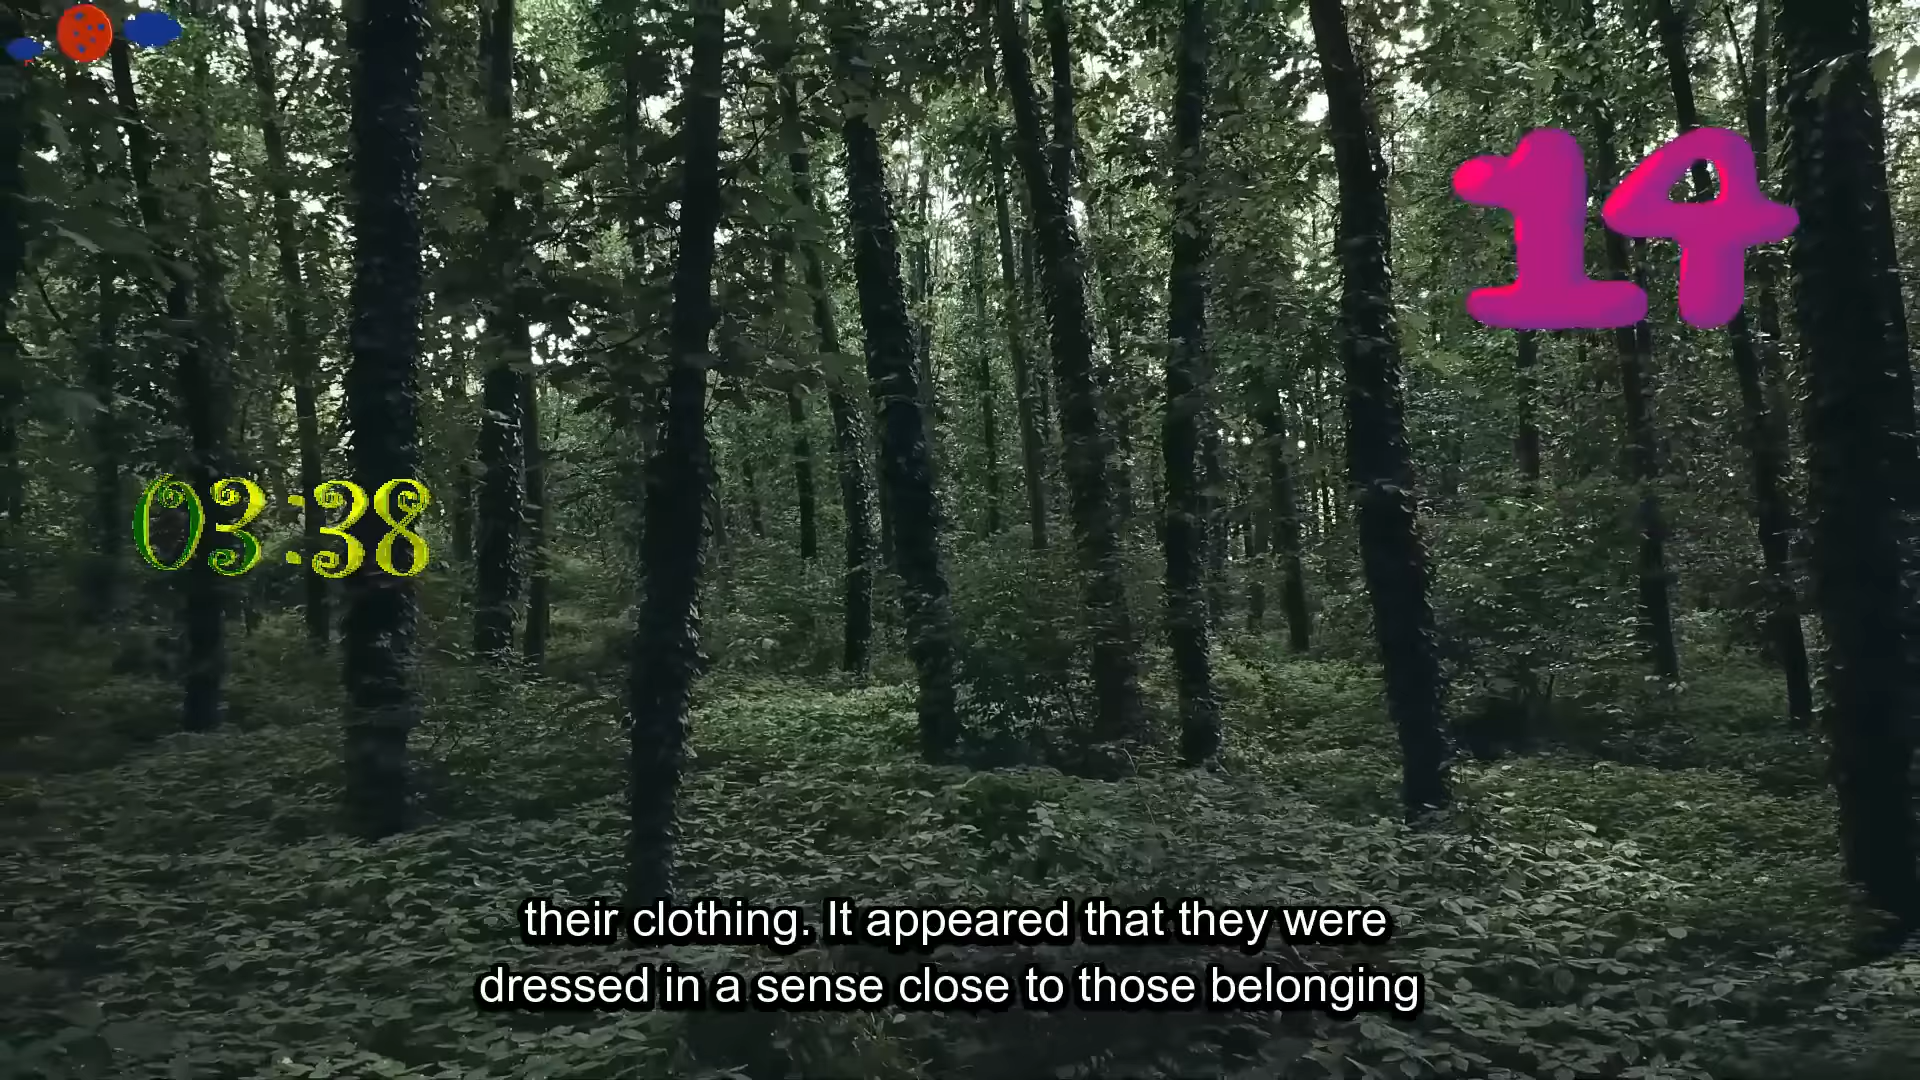 14
03:38
their clothing. It appeared that they were
dressed in a sense close to those belonging